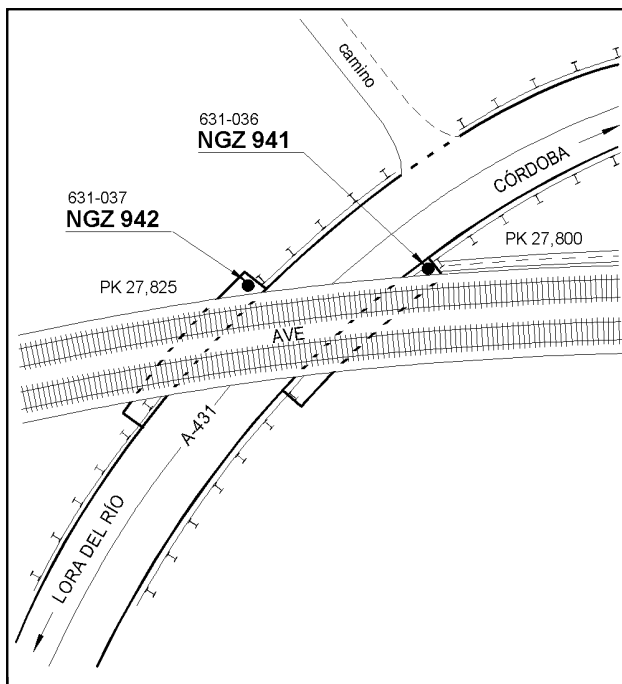 camino
631-036
NGZ 941
CÓRDOBA
631-037
NGZ 942
PK 27,800
PK 27,825
AVE
A-431
LORA DEL RÍO